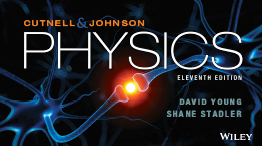 CUTNELL & JOHNSON
PHYSICS
ELEVENTH EDITION
DAVID YOUNG
SHANE STADLER
WILEY